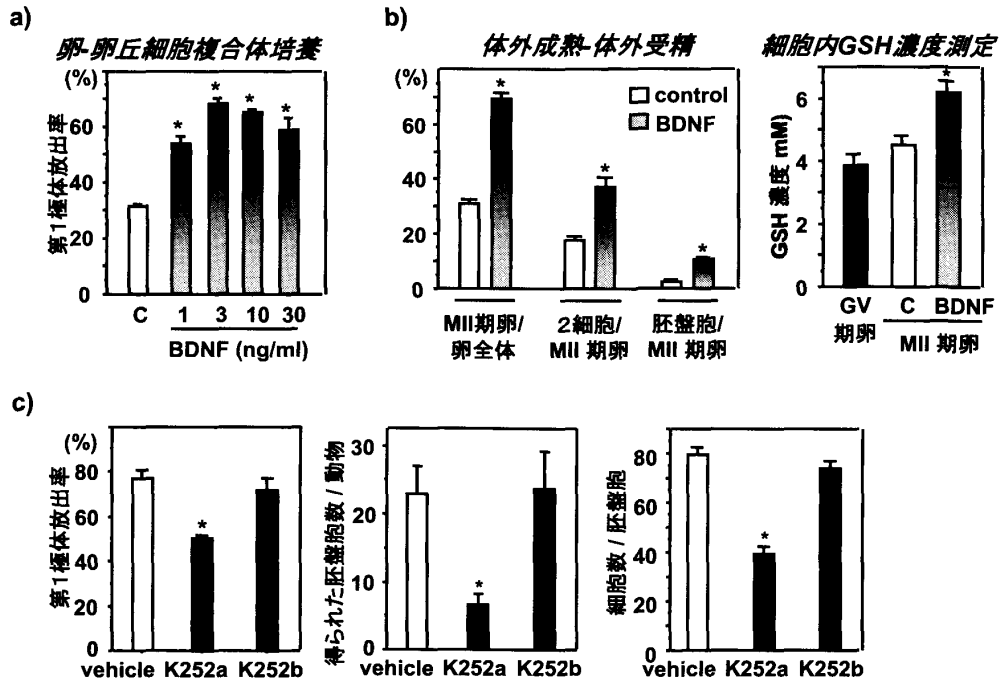 a)
卵-卵丘細胞複合体培養
(%)
第1極体放出率
80
60
40
20
0
C 1 3 10 30
BDNF (ng/ml)
b)
体外成熟-体外受精
(%)
80
60
40
20
0
control
BDNF
MII期卵/
卵全体
2細胞/
MII 期卵
胚盤胞/
MII 期卵
細胞内GSH濃度測定
GSH 濃度 mM
6
4
2
0
GV
期卵
C BDNF
MII 期卵
c)
(%)
第1極体放出率
80
60
40
20
0
vehicle K252a K252b
得られた胚盤胞数 / 動物
30
20
10
0
vehicle K252a K252b
細胞数 / 胚盤胞
80
60
40
20
0
vehicle K252a K252b